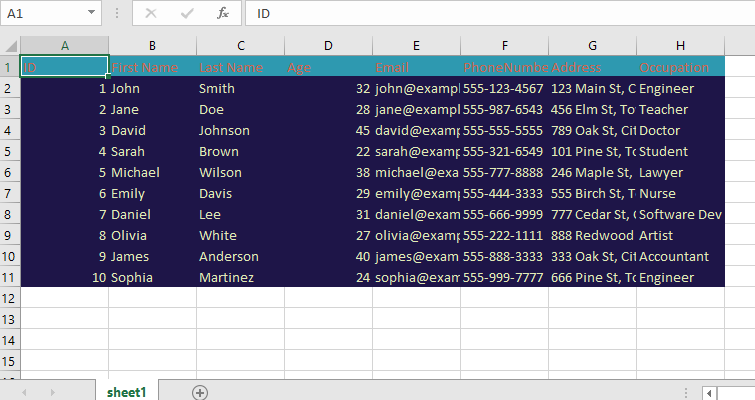 A1 fx ID
A B C D E F G H
1 ID First Name Last Name Age Email PhoneNumbe Address Occupation
2 1 John Smith 32 john@exampl 555-123-4567 123 Main St, C Engineer
3 2 Jane Doe 28 jane@exampl 555-987-6543 456 Elm St, To Teacher
4 3 David Johnson 45 david@exam 555-555-5555 789 Oak St, Cit Doctor
5 4 Sarah Brown 22 sarah@exam 555-321-6549 101 Pine St, To Student
6 5 Michael Wilson 38 michael@exa 555-777-8888 246 Maple St, Lawyer
7 6 Emily Davis 29 emily@exam 555-444-3333 555 Birch St, T Nurse
8 7 Daniel Lee 31 daniel@exam 555-666-9999 777 Cedar St, Software Dev
9 8 Olivia White 27 olivia@exam 555-222-1111 888 Redwood Artist
10 9 James Anderson 40 james@exam 555-888-3333 333 Oak St, Cit Accountant
11 10 Sophia Martinez 24 sophia@exam 555-999-7777 666 Pine St, To Engineer
12
13
14
15
sheet1